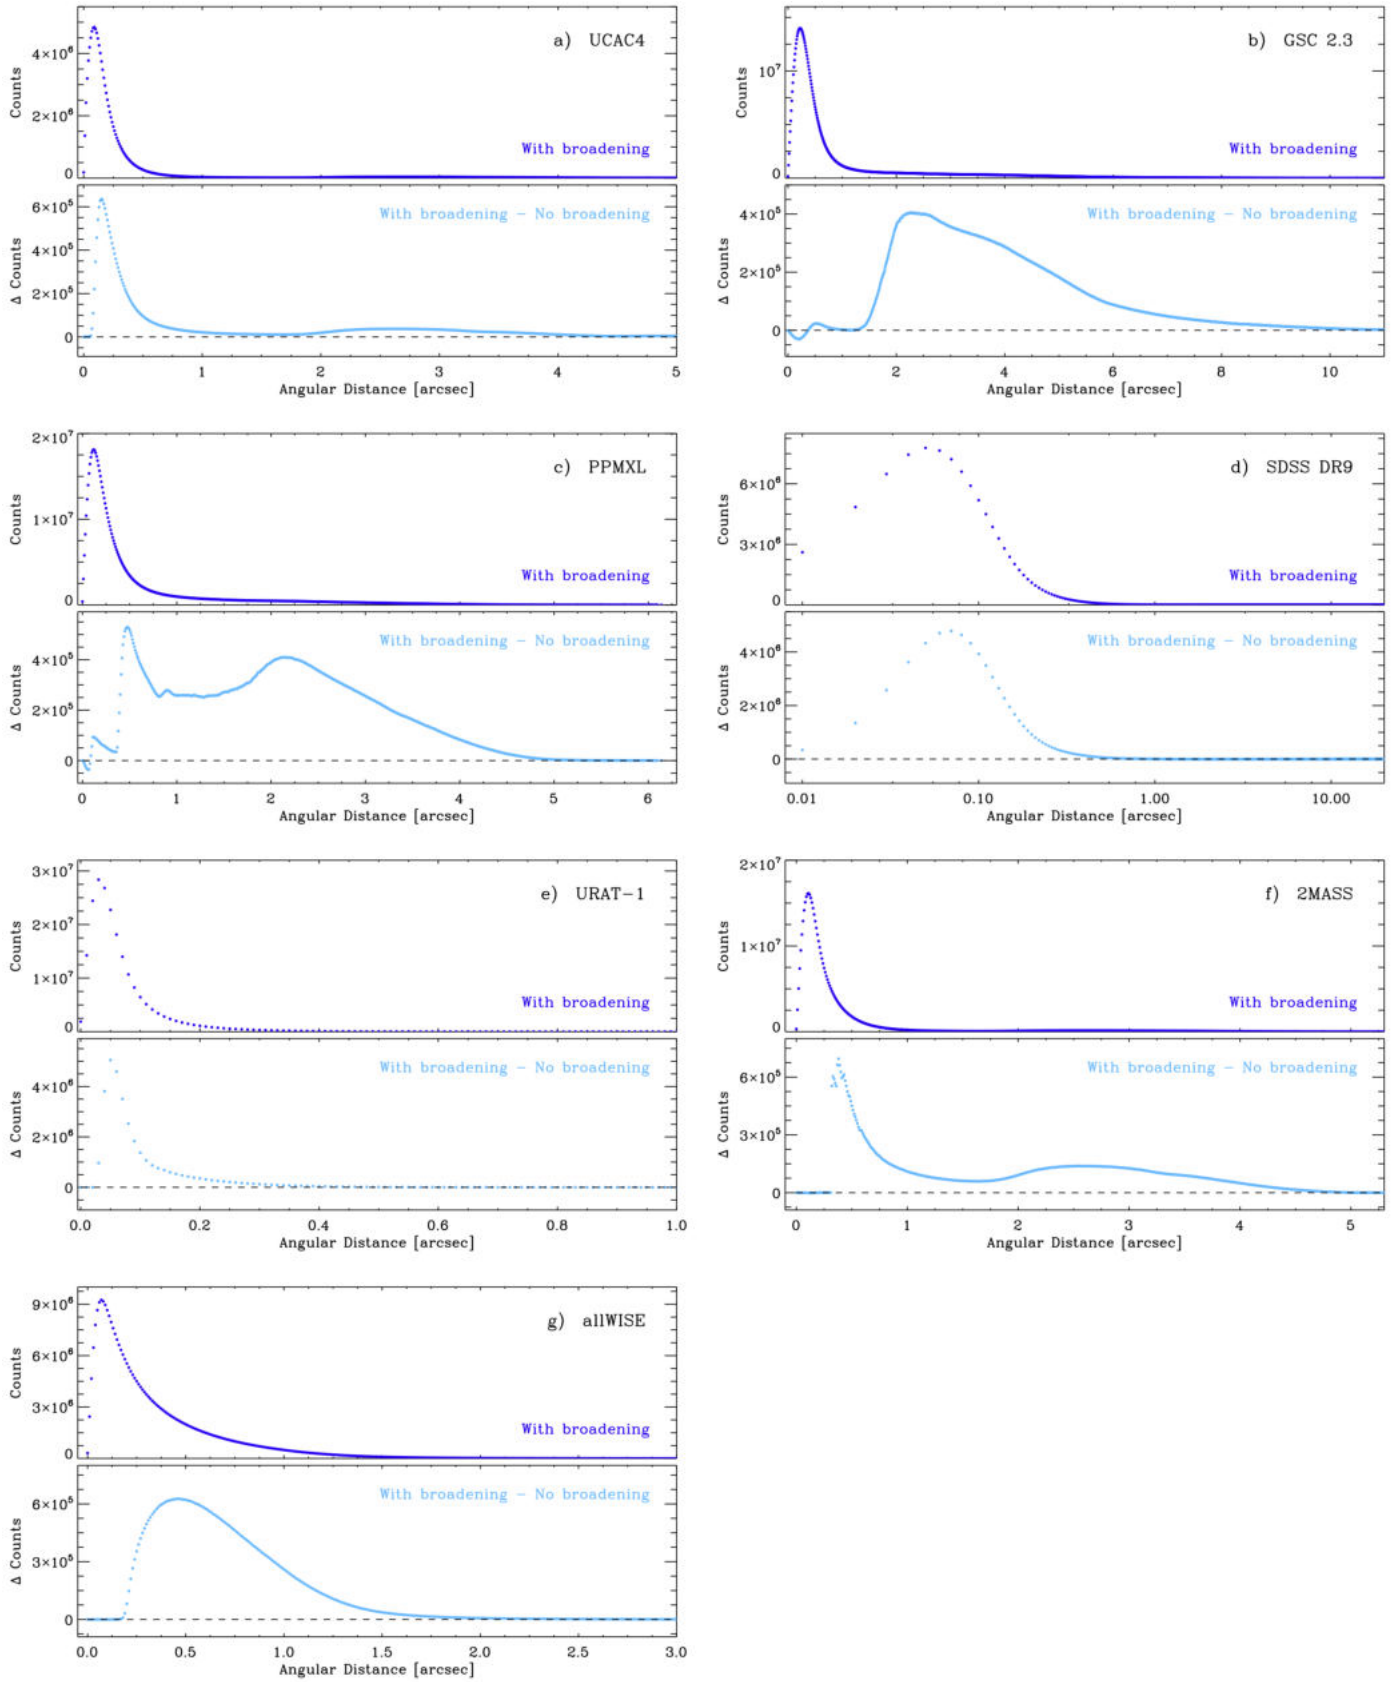 a) UCAC4
Counts
4×10⁶
2×10⁶
0
With broadening
Δ Counts
6×10⁵
4×10⁵
2×10⁵
0
With broadening − No broadening
0 1 2 3 4 5
Angular Distance [arcsec]
b) GSC 2.3
Counts
10⁷
0
With broadening
Δ Counts
4×10⁵
2×10⁵
0
With broadening − No broadening
0 2 4 6 8 10
Angular Distance [arcsec]
c) PPMXL
Counts
2×10⁷
1×10⁷
0
With broadening
Δ Counts
4×10⁵
2×10⁵
0
With broadening − No broadening
0 1 2 3 4 5 6
Angular Distance [arcsec]
d) SDSS DR9
Counts
6×10⁶
3×10⁶
0
With broadening
Δ Counts
4×10⁶
2×10⁶
0
With broadening − No broadening
0.01 0.10 1.00 10.00
Angular Distance [arcsec]
e) URAT−1
Counts
3×10⁷
2×10⁷
1×10⁷
0
With broadening
Δ Counts
4×10⁶
2×10⁶
0
With broadening − No broadening
0.0 0.2 0.4 0.6 0.8 1.0
Angular Distance [arcsec]
f) 2MASS
Counts
2×10⁷
1×10⁷
0
With broadening
Δ Counts
6×10⁵
3×10⁵
0
With broadening − No broadening
0 1 2 3 4 5
Angular Distance [arcsec]
g) allWISE
Counts
9×10⁶
6×10⁶
3×10⁶
0
With broadening
Δ Counts
6×10⁵
3×10⁵
0
With broadening − No broadening
0.0 0.5 1.0 1.5 2.0 2.5 3.0
Angular Distance [arcsec]